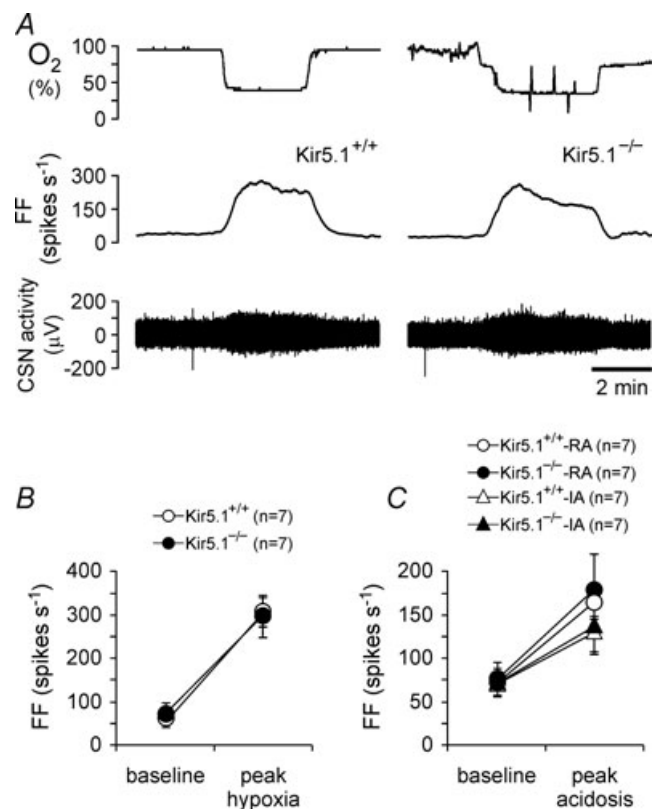 A
O2
(%)
100
50
0
Kir5.1+/+
Kir5.1−/−
FF
(spikes s-1)
300
150
0
CSN activity
(μV)
200
0
-200
2 min
B
Kir5.1+/+ (n=7)
Kir5.1−/− (n=7)
FF (spikes s-1)
400
300
200
100
0
baseline
peak
hypoxia
C
Kir5.1+/+-RA (n=7)
Kir5.1−/−-RA (n=7)
Kir5.1+/+-IA (n=7)
Kir5.1−/−-IA (n=7)
FF (spikes s-1)
200
150
100
50
0
baseline
peak
acidosis